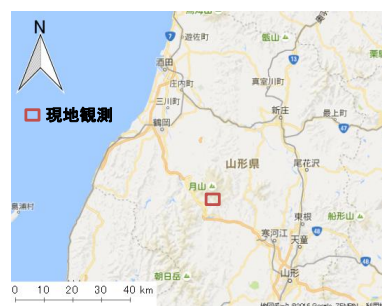 N
現地観測
遊佐町
7
飯山
酒田
庄内町
真室川町
三川町
鶴岡
新庄
最上町
47
山形県
尾花沢
月山
東根
船形山
寒河江
天童
48
朝日岳
山形
0 10 20 30 40 km